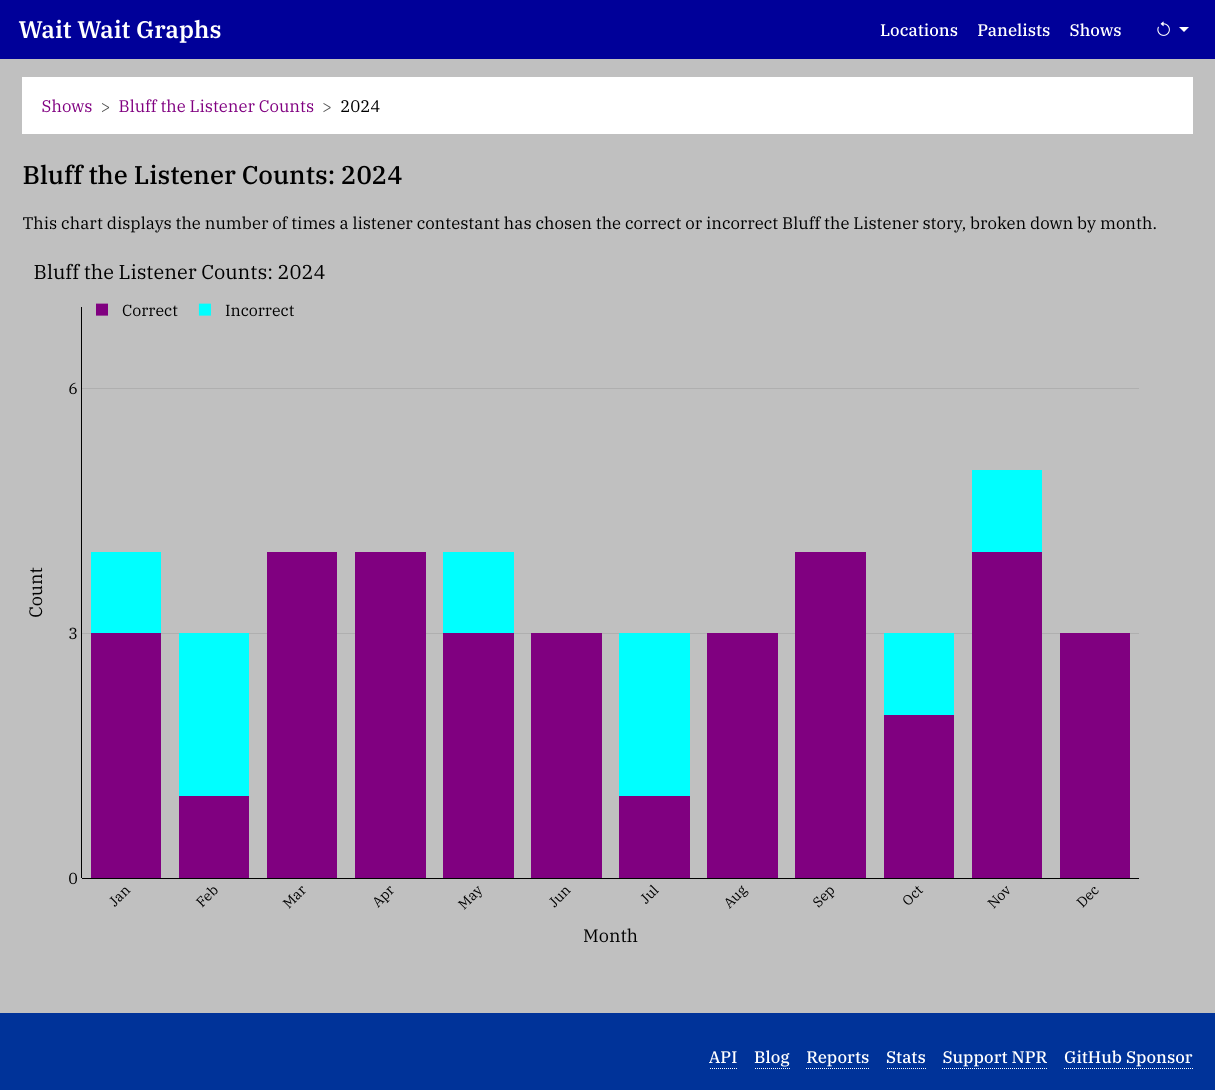 Wait Wait Graphs
Locations Panelists Shows
Shows > Bluff the Listener Counts > 2024
Bluff the Listener Counts: 2024
This chart displays the number of times a listener contestant has chosen the correct or incorrect Bluff the Listener story, broken down by month.
Bluff the Listener Counts: 2024
Correct Incorrect
6
3
0
Count
Jan Feb Mar Apr May Jun Jul Aug Sep Oct Nov Dec
Month
API Blog Reports Stats Support NPR GitHub Sponsor